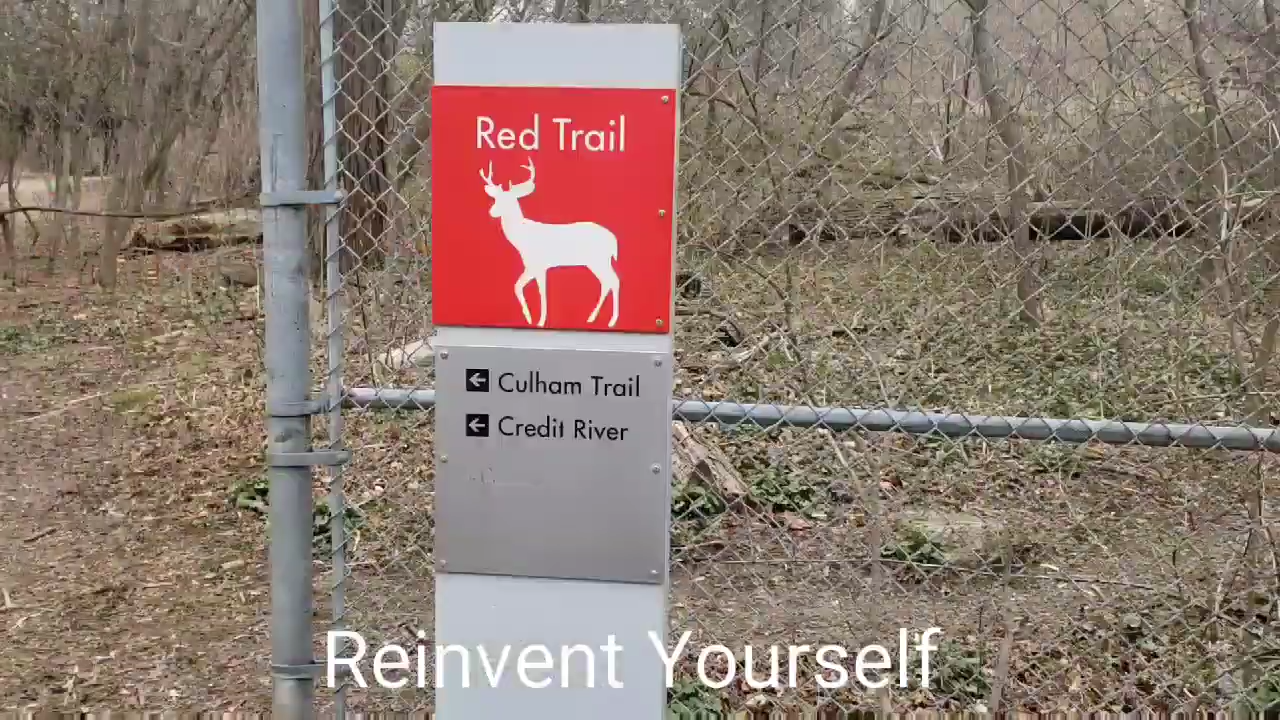 Red Trail
Culham Trail
Credit River
Reinvent Yourself